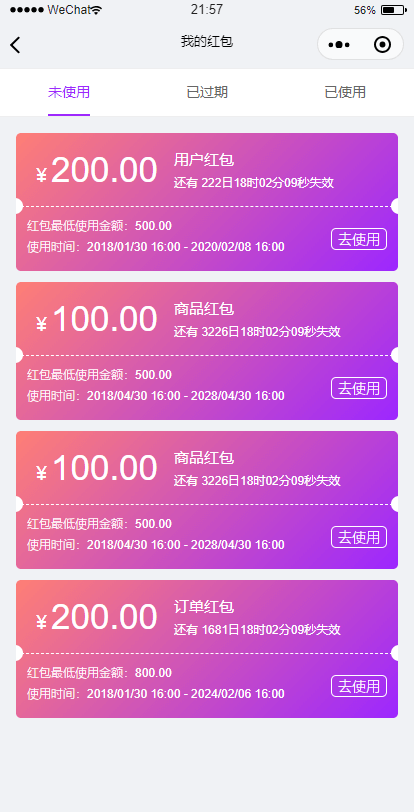 WeChat 21:57 56%
我的红包
未使用 已过期 已使用
¥200.00 用户红包
还有 222日18时02分09秒失效
红包最低使用金额：500.00
使用时间：2018/01/30 16:00 - 2020/02/08 16:00
去使用
¥100.00 商品红包
还有 3226日18时02分09秒失效
红包最低使用金额：500.00
使用时间：2018/04/30 16:00 - 2028/04/30 16:00
去使用
¥100.00 商品红包
还有 3226日18时02分09秒失效
红包最低使用金额：500.00
使用时间：2018/04/30 16:00 - 2028/04/30 16:00
去使用
¥200.00 订单红包
还有 1681日18时02分09秒失效
红包最低使用金额：800.00
使用时间：2018/01/30 16:00 - 2024/02/06 16:00
去使用